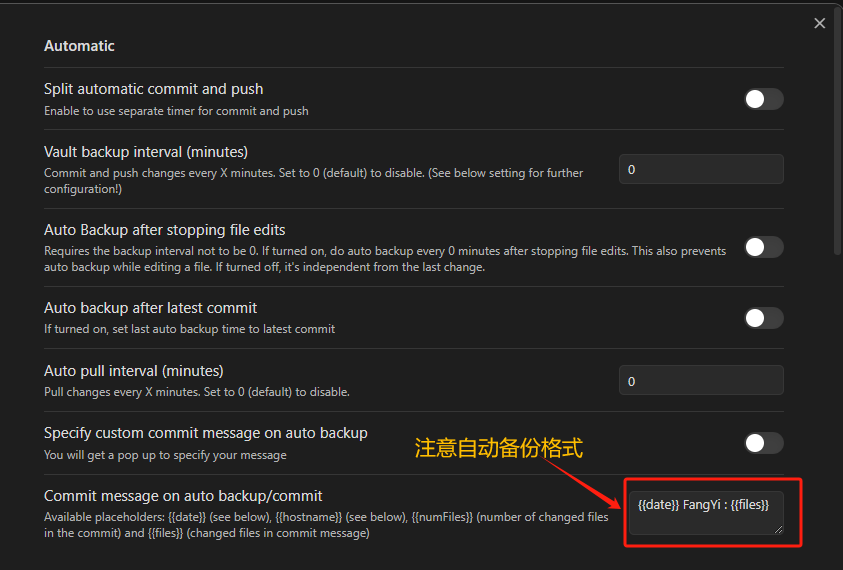 Automatic
Split automatic commit and push
Enable to use separate timer for commit and push
Vault backup interval (minutes)
Commit and push changes every X minutes. Set to 0 (default) to disable. (See below setting for further
configuration!)
0
Auto Backup after stopping file edits
Requires the backup interval not to be 0. If turned on, do auto backup every 0 minutes after stopping file edits. This also prevents
auto backup while editing a file. If turned off, it's independent from the last change.
Auto backup after latest commit
If turned on, set last auto backup time to latest commit
Auto pull interval (minutes)
Pull changes every X minutes. Set to 0 (default) to disable.
0
Specify custom commit message on auto backup
You will get a pop up to specify your message
注意自动备份格式
Commit message on auto backup/commit
Available placeholders: {{date}} (see below), {{hostname}} (see below), {{numFiles}} (number of changed files
in the commit) and {{files}} (changed files in commit message)
{{date}} FangYi : {{files}}